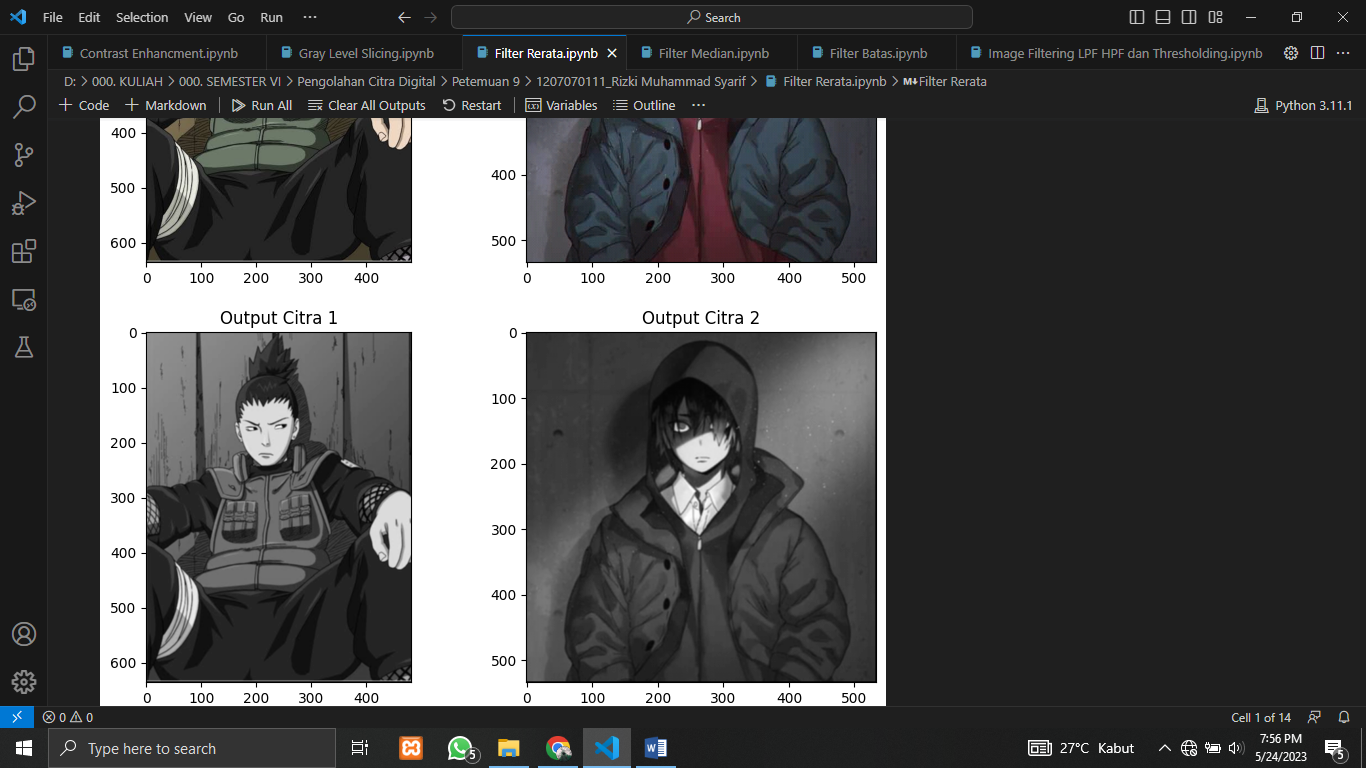 File Edit Selection View Go Run ··· Search
Contrast Enhancment.ipynb Gray Level Slicing.ipynb Filter Rerata.ipynb Filter Median.ipynb Filter Batas.ipynb Image Filtering LPF HPF dan Thresholding.ipynb
D: > 000. KULIAH > 000. SEMESTER VI > Pengolahan Citra Digital > Petemuan 9 > 1207070111_Rizki Muhammad Syarif > Filter Rerata.ipynb > M↓Filter Rerata
+ Code + Markdown Run All Clear All Outputs Restart Variables Outline ··· Python 3.11.1
400
500
600
0 100 200 300 400
400
500
0 100 200 300 400 500
Output Citra 1
0
100
200
300
400
500
600
0 100 200 300 400
Output Citra 2
0
100
200
300
400
500
0 100 200 300 400 500
0 0 Cell 1 of 14
Type here to search 5 27°C Kabut 7:56 PM
5/24/2023 5